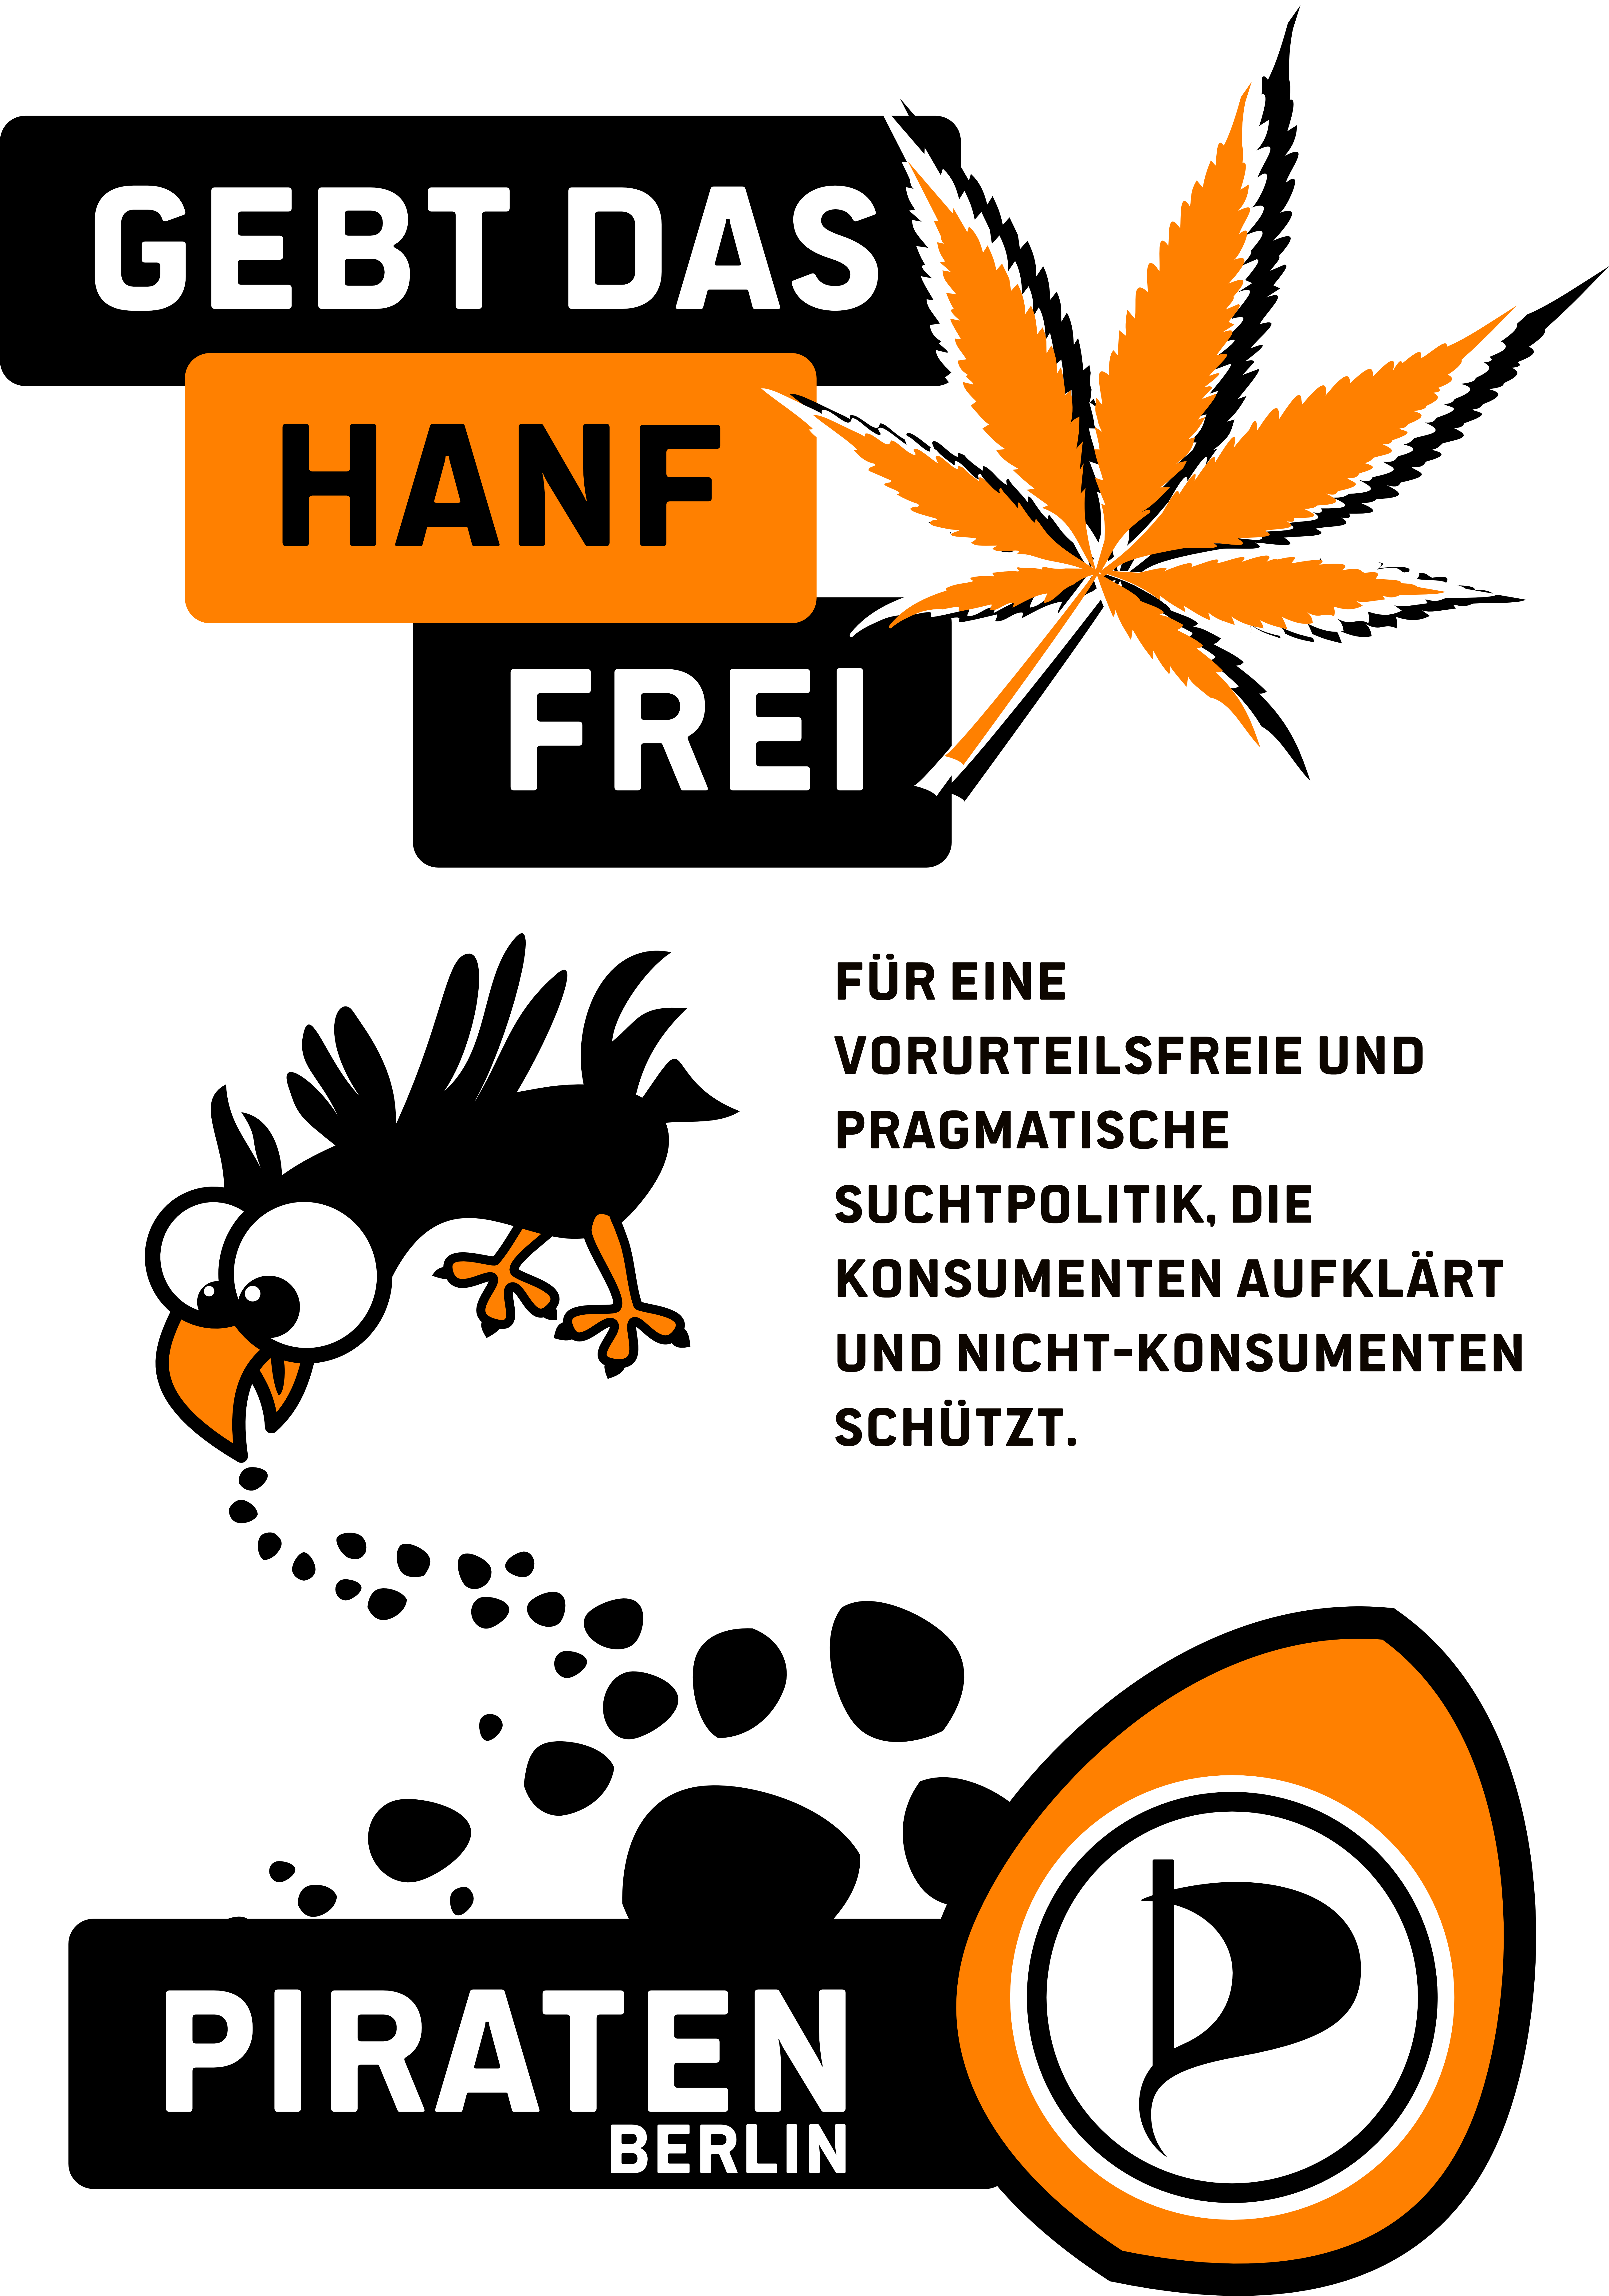 GEBT DAS
HANF
FREI
FÜR EINE
VORURTEILSFREIE UND
PRAGMATISCHE
SUCHTPOLITIK, DIE
KONSUMENTEN AUFKLÄRT
UND NICHT-KONSUMENTEN
SCHÜTZT.
PIRATEN
BERLIN